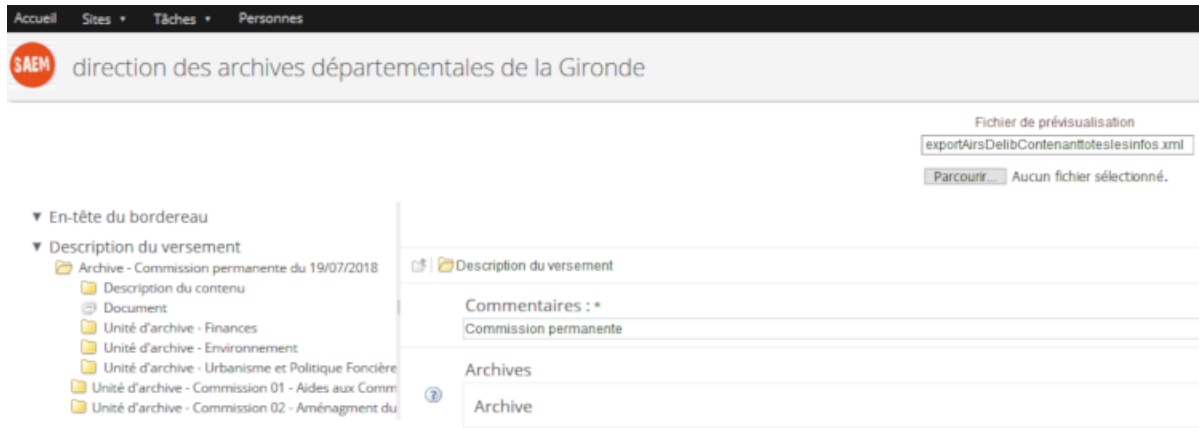 Accueil Sites Tâches Personnes
SAEM direction des archives départementales de la Gironde
Fichier de prévisualisation
exportAirsDelibContenanttoteslesinfos.xml
Parcourir... Aucun fichier sélectionné.
En-tête du bordereau
Description du versement
Archive - Commission permanente du 19/07/2018
Description du contenu
Document
Unité d'archive - Finances
Unité d'archive - Environnement
Unité d'archive - Urbanisme et Politique Foncière
Unité d'archive - Commission 01 - Aides aux Comm
Unité d'archive - Commission 02 - Aménagment du
Description du versement
Commentaires : *
Commission permanente
Archives
?
Archive